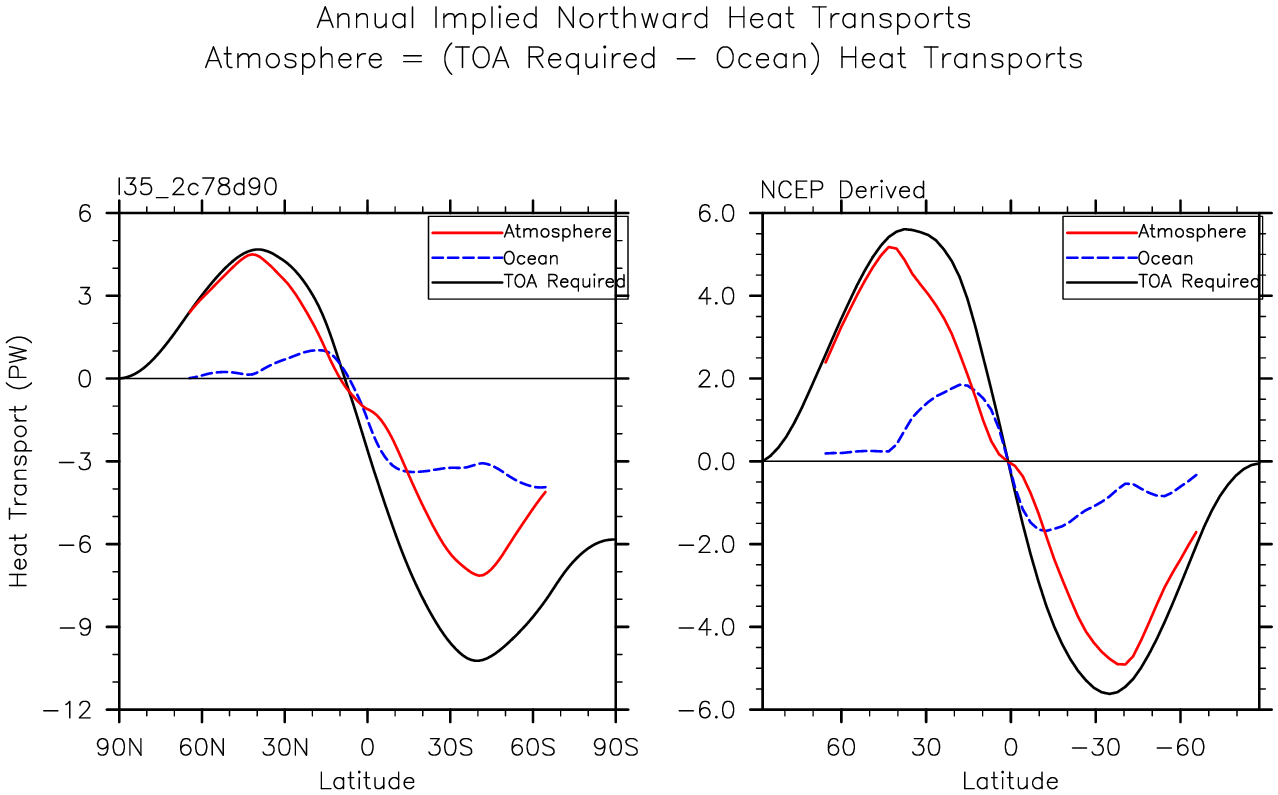 Annual Implied Northward Heat Transports
Atmosphere = (TOA Required − Ocean) Heat Transports
I35_2c78d90
6
3
0
−3
−6
−9
−12
Heat Transport (PW)
90N 60N 30N 0 30S 60S 90S
Latitude
Atmosphere
Ocean
TOA Required
NCEP Derived
6.0
4.0
2.0
0.0
−2.0
−4.0
−6.0
60 30 0 −30 −60
Latitude
Atmosphere
Ocean
TOA Required